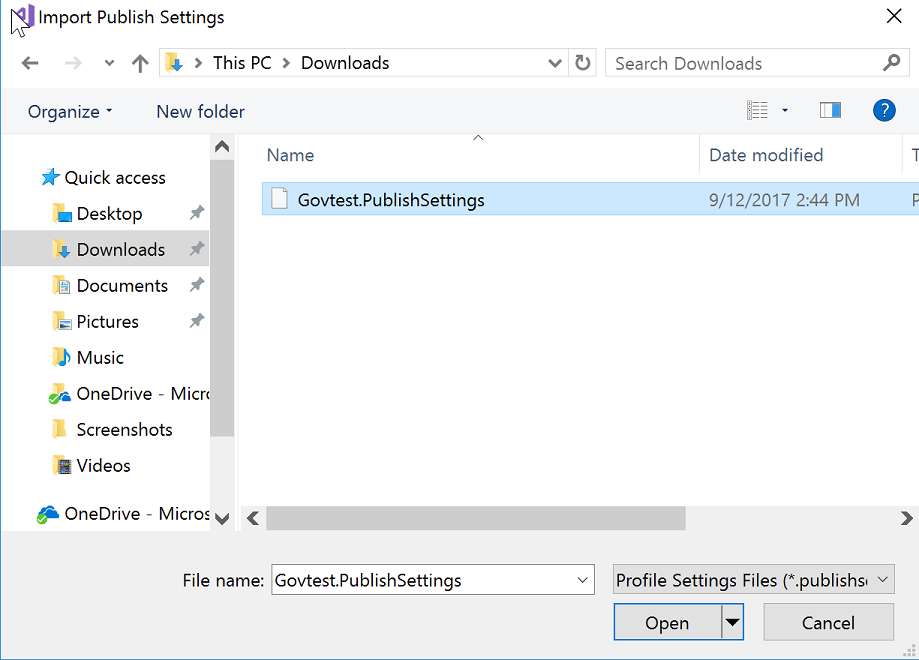 Import Publish Settings
This PC > Downloads
Search Downloads
Organize
New folder
?
Name
Date modified
T
Govtest.PublishSettings
9/12/2017 2:44 PM
P
Quick access
Desktop
Downloads
Documents
Pictures
Music
OneDrive - Micro
Screenshots
Videos
OneDrive - Micros
File name:
Govtest.PublishSettings
Profile Settings Files (*.publishse
Open
Cancel